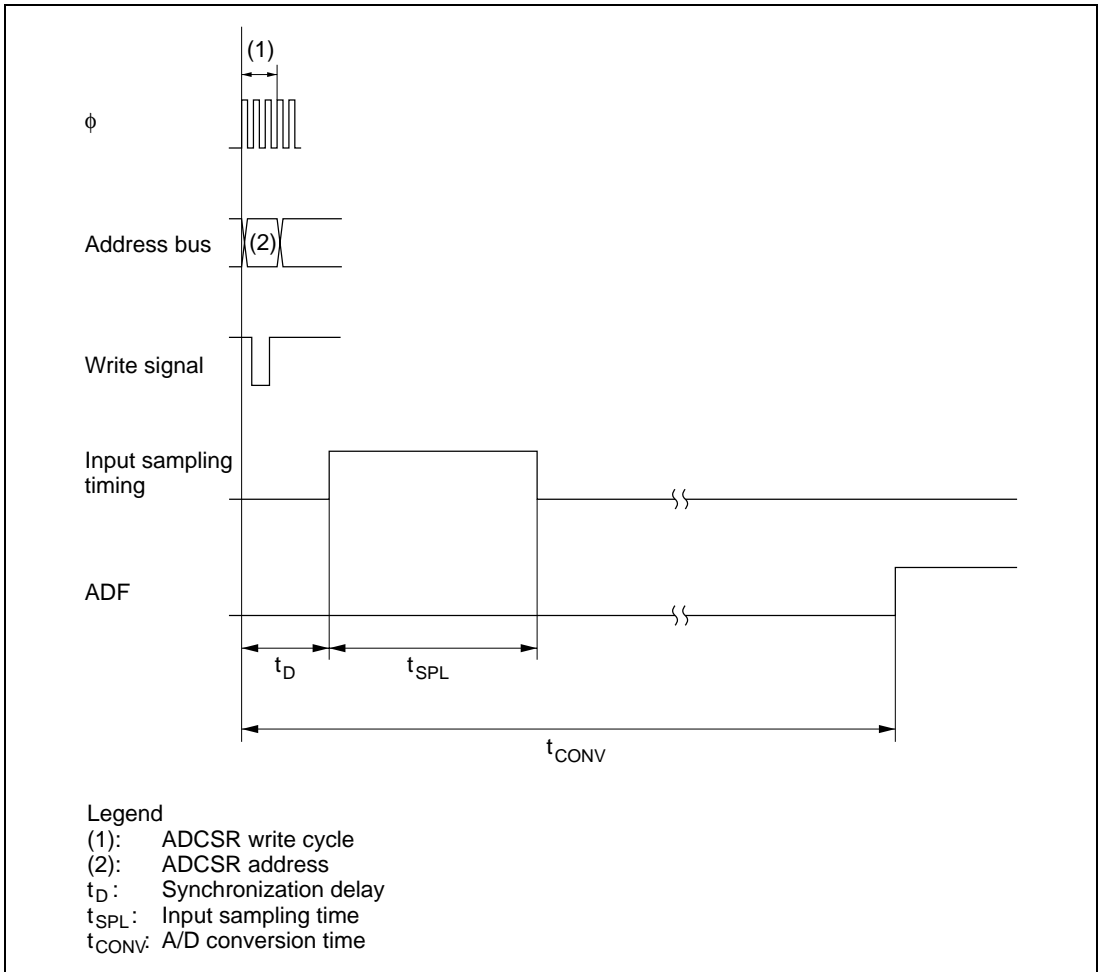 (1)
ϕ
Address bus
(2)
Write signal
Input sampling
timing
ADF
tD
tSPL
tCONV
Legend
(1): ADCSR write cycle
(2): ADCSR address
tD : Synchronization delay
tSPL : Input sampling time
tCONV: A/D conversion time